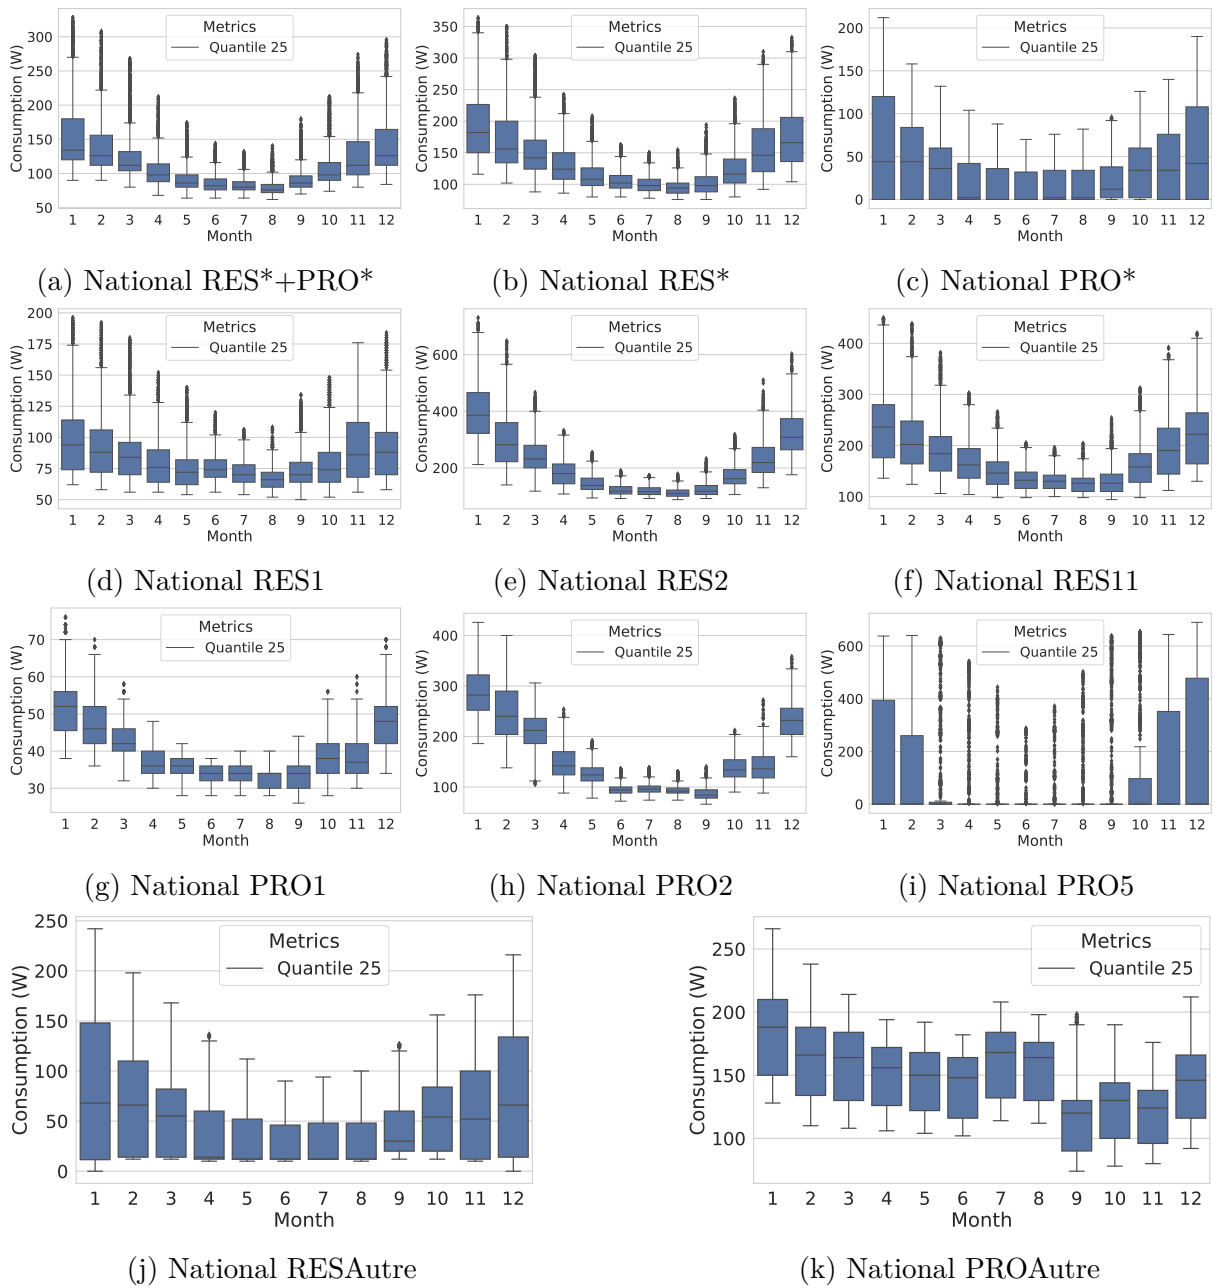 Consumption (W)
300
250
200
150
100
50
Metrics
Quantile 25
1 2 3 4 5 6 7 8 9 10 11 12
Month
(a) National RES*+PRO*
Consumption (W)
350
300
250
200
150
100
Metrics
Quantile 25
1 2 3 4 5 6 7 8 9 10 11 12
Month
(b) National RES*
Consumption (W)
200
150
100
50
0
Metrics
Quantile 25
1 2 3 4 5 6 7 8 9 10 11 12
Month
(c) National PRO*
Consumption (W)
200
175
150
125
100
75
50
Metrics
Quantile 25
1 2 3 4 5 6 7 8 9 10 11 12
Month
(d) National RES1
Consumption (W)
600
400
200
Metrics
Quantile 25
1 2 3 4 5 6 7 8 9 10 11 12
Month
(e) National RES2
Consumption (W)
400
300
200
100
Metrics
Quantile 25
1 2 3 4 5 6 7 8 9 10 11 12
Month
(f) National RES11
Consumption (W)
70
60
50
40
30
Metrics
Quantile 25
1 2 3 4 5 6 7 8 9 10 11 12
Month
(g) National PRO1
Consumption (W)
400
300
200
100
Metrics
Quantile 25
1 2 3 4 5 6 7 8 9 10 11 12
Month
(h) National PRO2
Consumption (W)
600
400
200
0
Metrics
Quantile 25
1 2 3 4 5 6 7 8 9 10 11 12
Month
(i) National PRO5
Consumption (W)
250
200
150
100
50
0
Metrics
Quantile 25
1 2 3 4 5 6 7 8 9 10 11 12
Month
(j) National RESAutre
Consumption (W)
250
200
150
100
Metrics
Quantile 25
1 2 3 4 5 6 7 8 9 10 11 12
Month
(k) National PROAutre